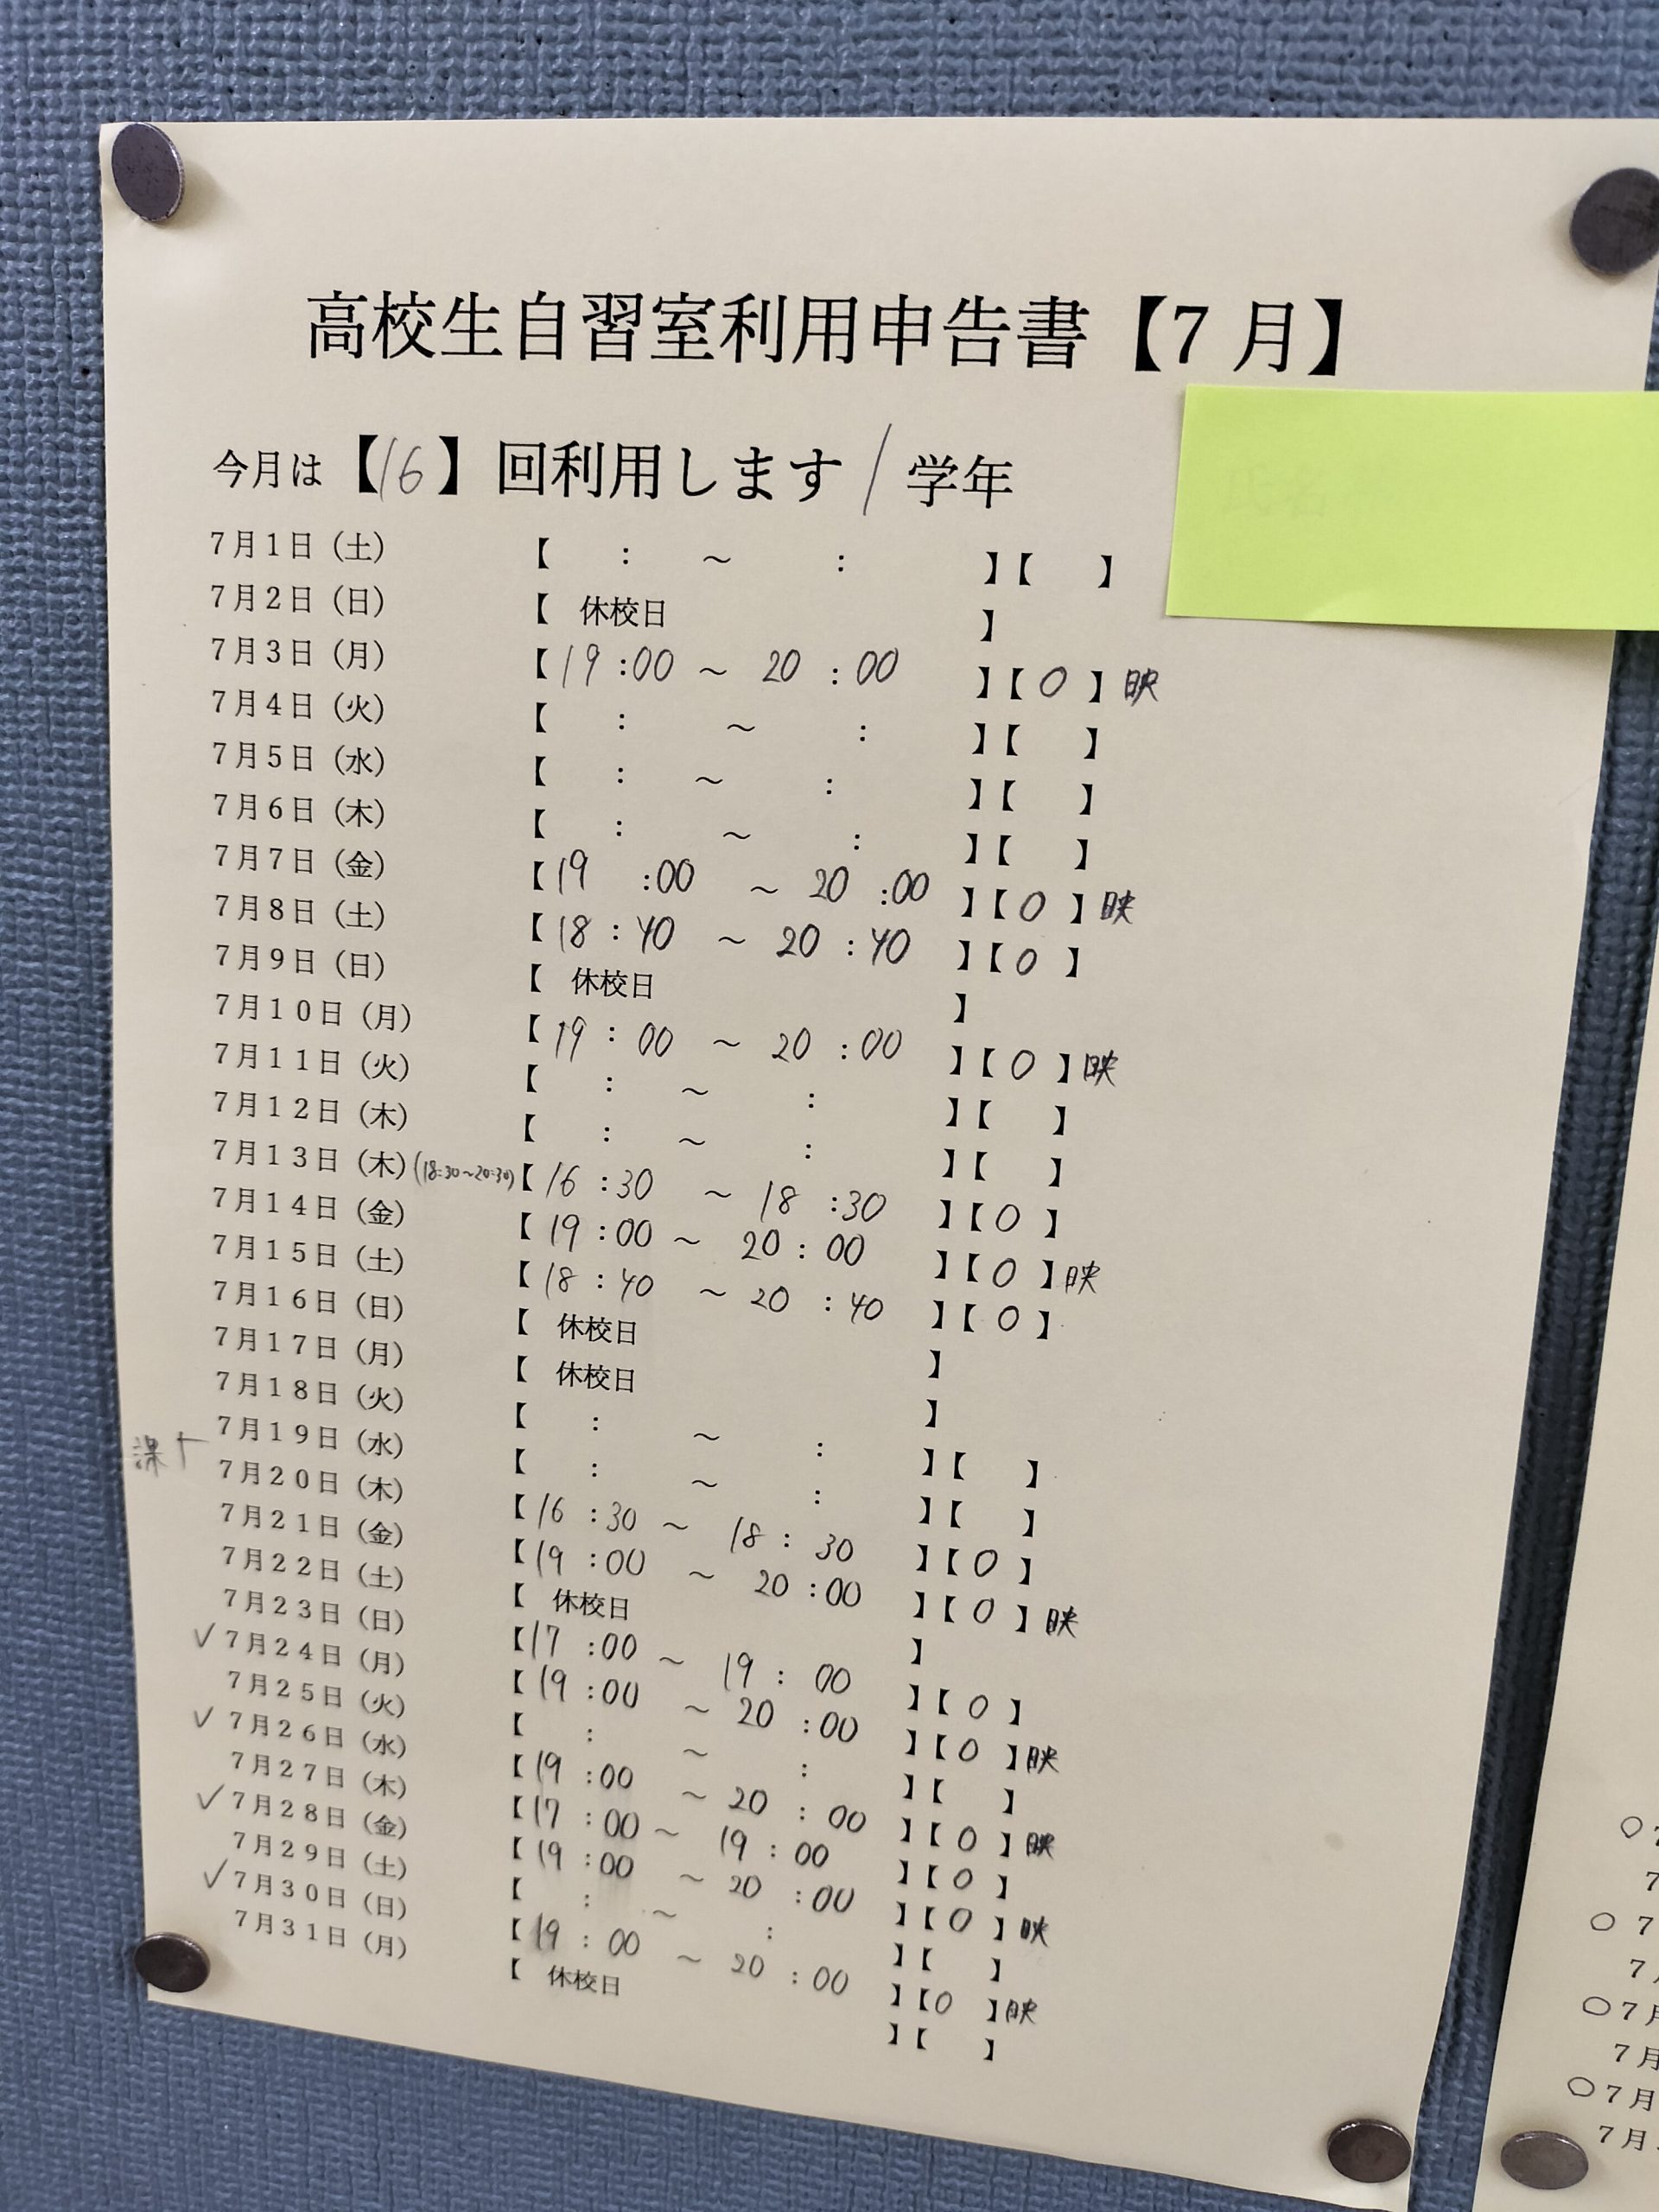 高校生自習室利用申告書【7月】
今月は【16】回利用します / 学年
氏名
7月1日（土）【　：　～　：　】【　】
7月2日（日）【 休校日 】
7月3日（月）【19:00～20:00】【0】映
7月4日（火）【　：　～　：　】【　】
7月5日（水）【　：　～　：　】【　】
7月6日（木）【　：　～　：　】【　】
7月7日（金）【19:00～20:00】【0】映
7月8日（土）【18:40～20:40】【0】
7月9日（日）【 休校日 】
7月10日（月）【19:00～20:00】【0】映
7月11日（火）【　：　～　：　】【　】
7月12日（木）【　：　～　：　】【　】
7月13日（木）(18:30～20:30)【16:30～18:30】【0】
7月14日（金）【19:00～20:00】【0】映
7月15日（土）【18:40～20:40】【0】
7月16日（日）【 休校日 】
7月17日（月）【 休校日 】
7月18日（火）【　：　～　：　】【　】
7月19日（水）【　：　～　：　】【　】
7月20日（木）【16:30～18:30】【0】
7月21日（金）【19:00～20:00】【0】映
7月22日（土）【 休校日 】
7月23日（日）【17:00～19:00】【0】
✓7月24日（月）【19:00～20:00】【0】映
7月25日（火）【　：　～　：　】【　】
✓7月26日（水）【19:00～20:00】【0】映
7月27日（木）【17:00～19:00】【0】
✓7月28日（金）【19:00～20:00】【0】映
7月29日（土）【　：　～　：　】【　】
✓7月30日（日）【19:00～20:00】【0】映
7月31日（月）【 休校日 】【　】